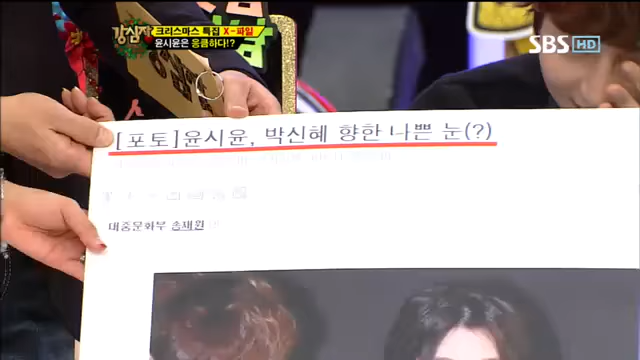 강심장
크리스마스 특집 X-파일
윤시윤은 응큼하다!?
SBS HD
[포토]윤시윤, 박신혜 향한 나쁜 눈(?)
대중문화부 손재원